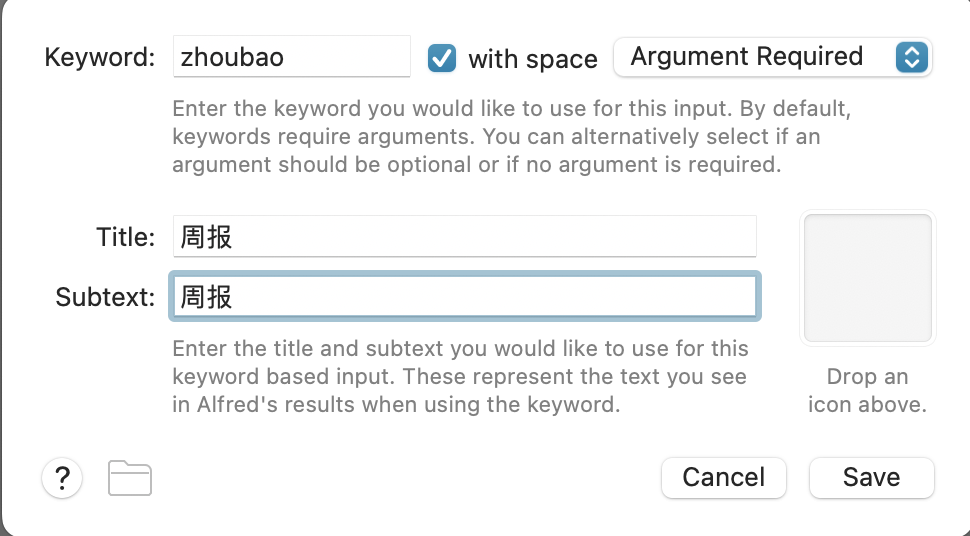 Keyword: zhoubao with space Argument Required
Enter the keyword you would like to use for this input. By default,
keywords require arguments. You can alternatively select if an
argument should be optional or if no argument is required.
Title: 周报
Subtext: 周报
Enter the title and subtext you would like to use for this
keyword based input. These represent the text you see
in Alfred's results when using the keyword.
Drop an
icon above.
? Cancel Save